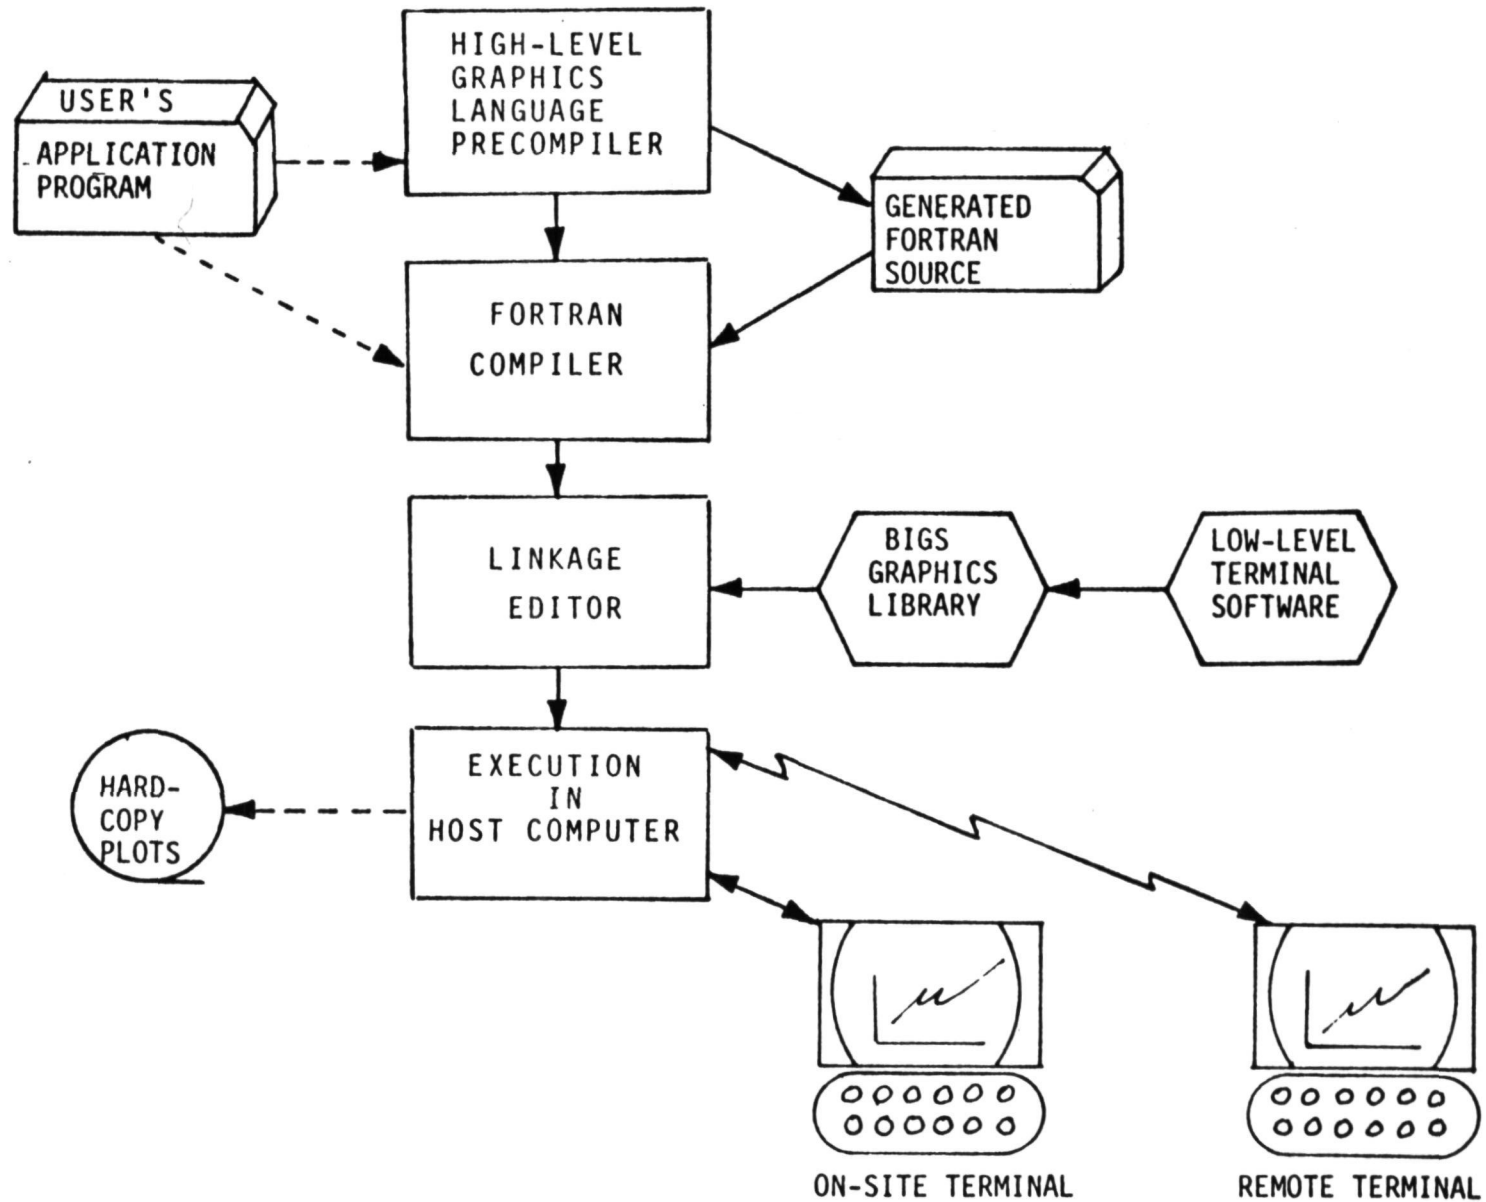 HIGH-LEVEL
GRAPHICS
LANGUAGE
PRECOMPILER
USER'S
APPLICATION
PROGRAM
GENERATED
FORTRAN
SOURCE
FORTRAN
COMPILER
LINKAGE
EDITOR
BIGS
GRAPHICS
LIBRARY
LOW-LEVEL
TERMINAL
SOFTWARE
EXECUTION
IN
HOST COMPUTER
HARD-
COPY
PLOTS
ON-SITE TERMINAL
REMOTE TERMINAL